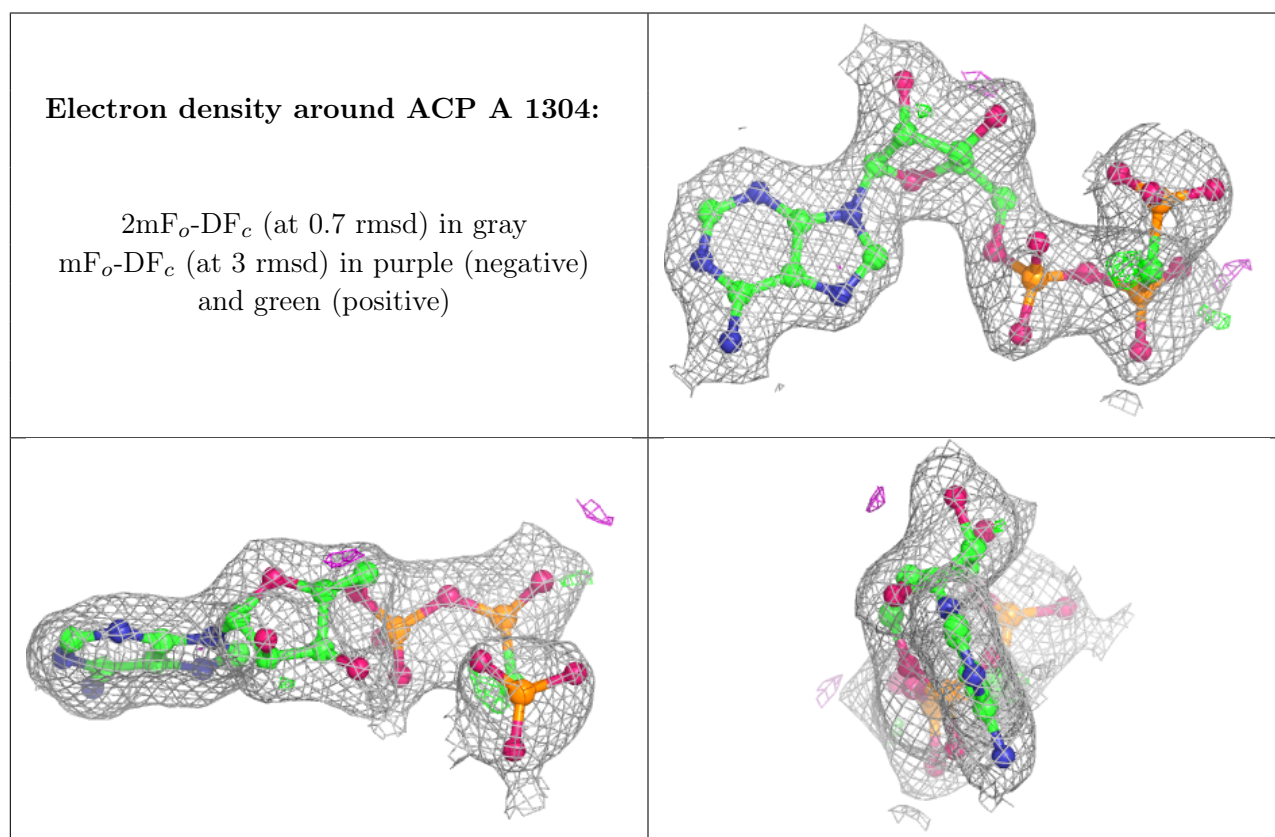 Electron density around ACP A 1304:
2mFo-DFc (at 0.7 rmsd) in gray
mFo-DFc (at 3 rmsd) in purple (negative)
and green (positive)